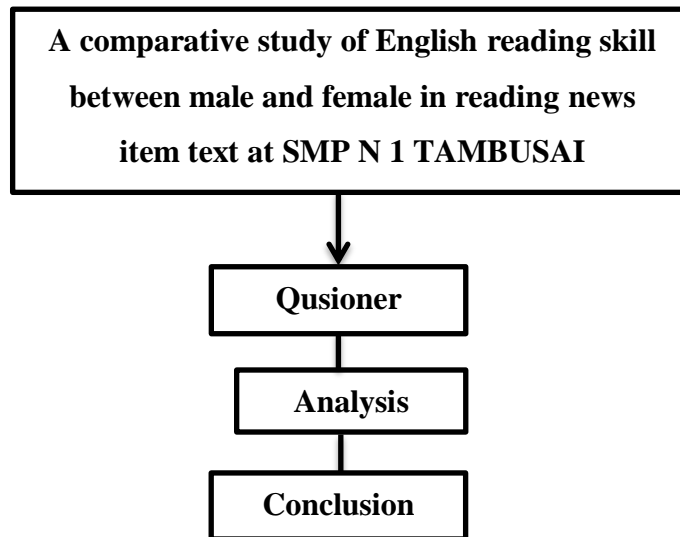 A comparative study of English reading skill
between male and female in reading news
item text at SMP N 1 TAMBUSAI
Qusioner
Analysis
Conclusion